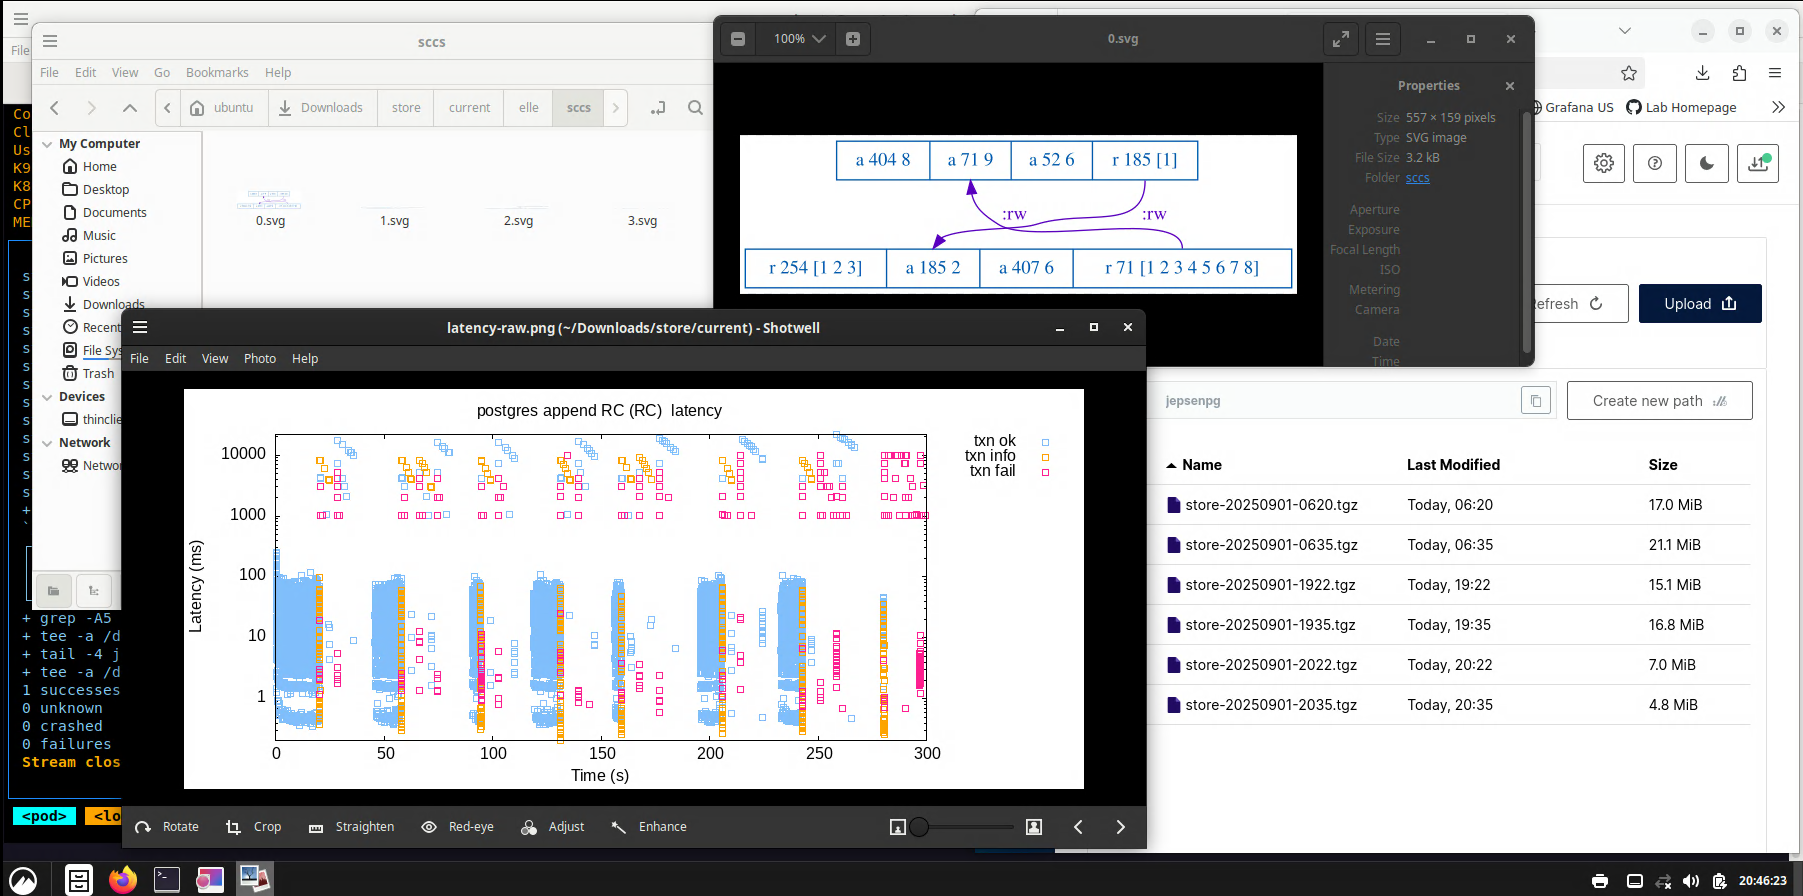 File
sccs
File Edit View Go Bookmarks Help
ubuntu Downloads store current elle sccs
My Computer
Home
Desktop
Documents
Music
Pictures
Videos
Downloads
Recent
File Sys
Trash
Devices
thinclie
Network
Networ
0.svg 1.svg 2.svg 3.svg
Co
Cl
Us
K9
K8
CP
ME
+ grep -A5
+ tee -a /d
+ tail -4 j
+ tee -a /d
1 successes
0 unknown
0 crashed
0 failures
Stream clos
<pod> <lo
100%
0.svg
a 404 8 a 71 9 a 52 6 r 185 [1]
:rw :rw
r 254 [1 2 3] a 185 2 a 407 6 r 71 [1 2 3 4 5 6 7 8]
Properties
Size 557 × 159 pixels
Type SVG image
File Size 3.2 kB
Folder sccs
Aperture
Exposure
Focal Length
ISO
Metering
Camera
Date
Time
Grafana US Lab Homepage
Refresh Upload
jepsenpg
Create new path
Name Last Modified Size
store-20250901-0620.tgz Today, 06:20 17.0 MiB
store-20250901-0635.tgz Today, 06:35 21.1 MiB
store-20250901-1922.tgz Today, 19:22 15.1 MiB
store-20250901-1935.tgz Today, 19:35 16.8 MiB
store-20250901-2022.tgz Today, 20:22 7.0 MiB
store-20250901-2035.tgz Today, 20:35 4.8 MiB
latency-raw.png (~/Downloads/store/current) - Shotwell
File Edit View Photo Help
postgres append RC (RC) latency
txn ok
txn info
txn fail
Latency (ms)
10000
1000
100
10
1
0 50 100 150 200 250 300
Time (s)
Rotate Crop Straighten Red-eye Adjust Enhance
20:46:23